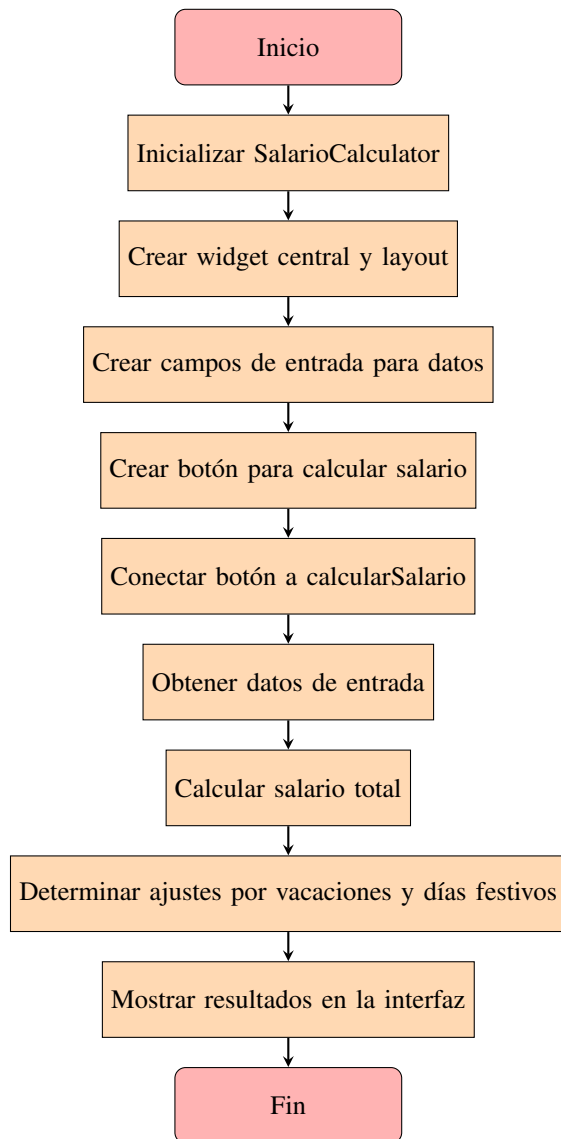 Inicio
Inicializar SalarioCalculator
Crear widget central y layout
Crear campos de entrada para datos
Crear botón para calcular salario
Conectar botón a calcularSalario
Obtener datos de entrada
Calcular salario total
Determinar ajustes por vacaciones y días festivos
Mostrar resultados en la interfaz
Fin